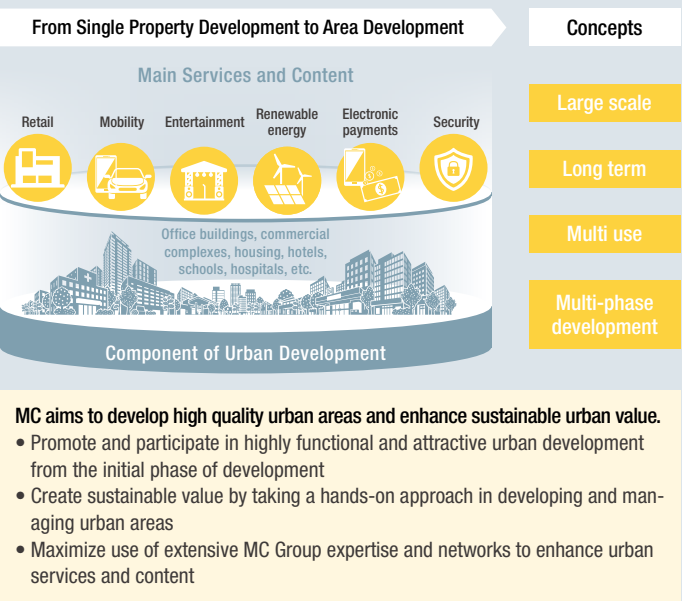 From Single Property Development to Area Development
Concepts
Main Services and Content
Retail
Mobility
Entertainment
Renewable
energy
Electronic
payments
Security
Office buildings, commercial
complexes, housing, hotels,
schools, hospitals, etc.
Component of Urban Development
Large scale
Long term
Multi use
Multi-phase
development
MC aims to develop high quality urban areas and enhance sustainable urban value.
• Promote and participate in highly functional and attractive urban development
from the initial phase of development
• Create sustainable value by taking a hands-on approach in developing and man-
aging urban areas
• Maximize use of extensive MC Group expertise and networks to enhance urban
services and content